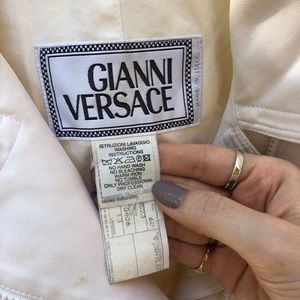 GIANNI
VERSACE
ISTRUZIONI LAVAGGIO
WASHING
INSTRUCTIONS
NO HAND WASH
NO BLEACHING
WARM IRON
NO TUMBLE
ONLY PROFESSIONAL
DRY CLEAN